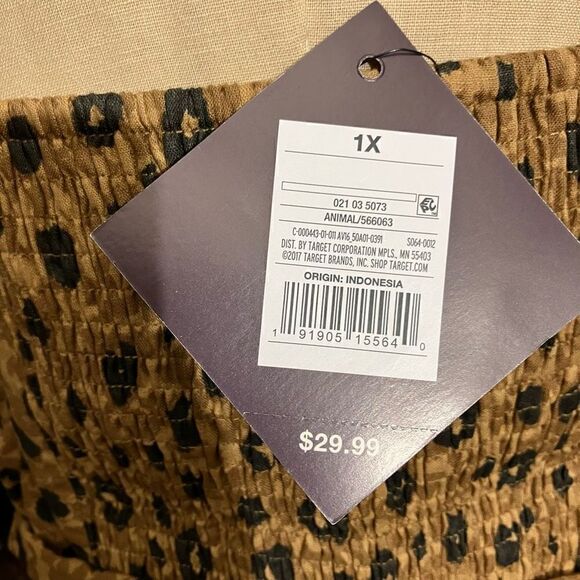 1X
021 03 5073
ANIMAL/566063
C-000443-01-011 AV16_50A01-0391 S064-0012
DIST. BY TARGET CORPORATION MPLS., MN 55403
©2017 TARGET BRANDS, INC. SHOP TARGET.COM
ORIGIN: INDONESIA
1 91905 15564 0
$29.99